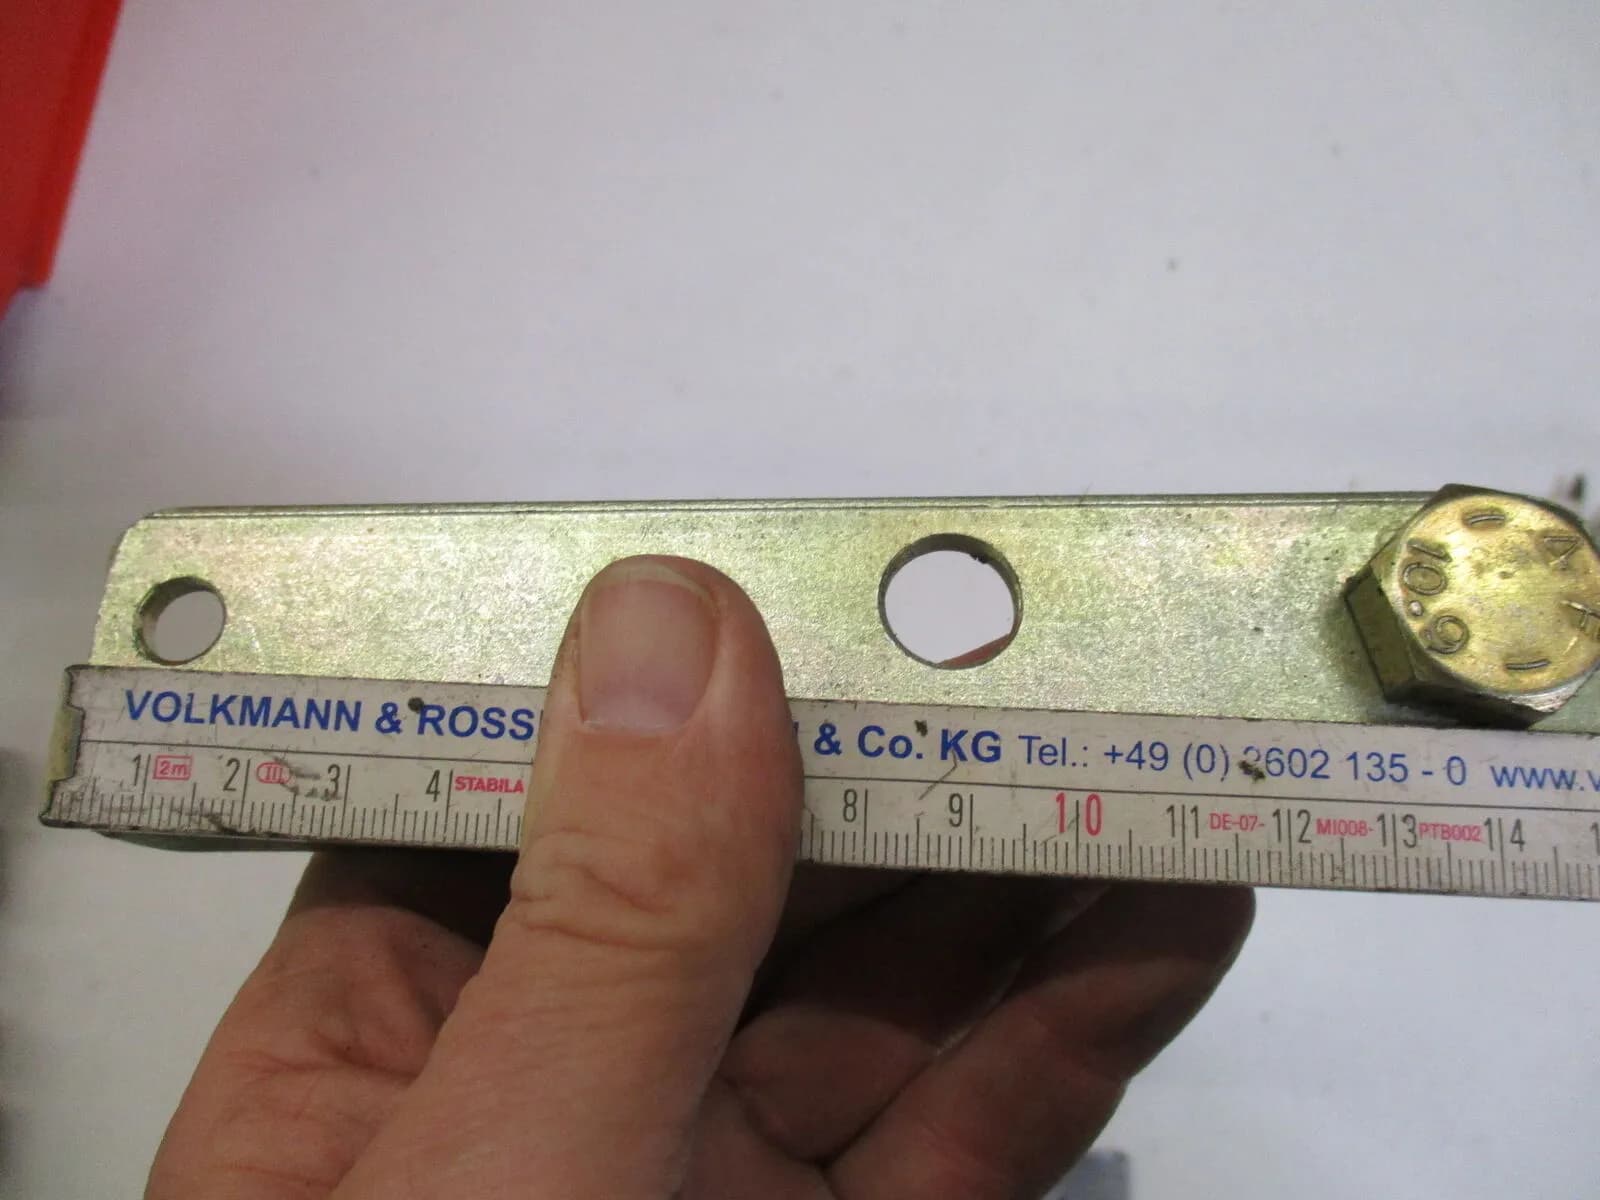 10.9
VOLKMANN & ROSS & Co. KG Tel.: +49 (0) 2602 135 - 0 www.
1 2m 2 III 3 4 STABILA 8 9 10 11 DE-07- 12 MI008- 13 PTB002 14